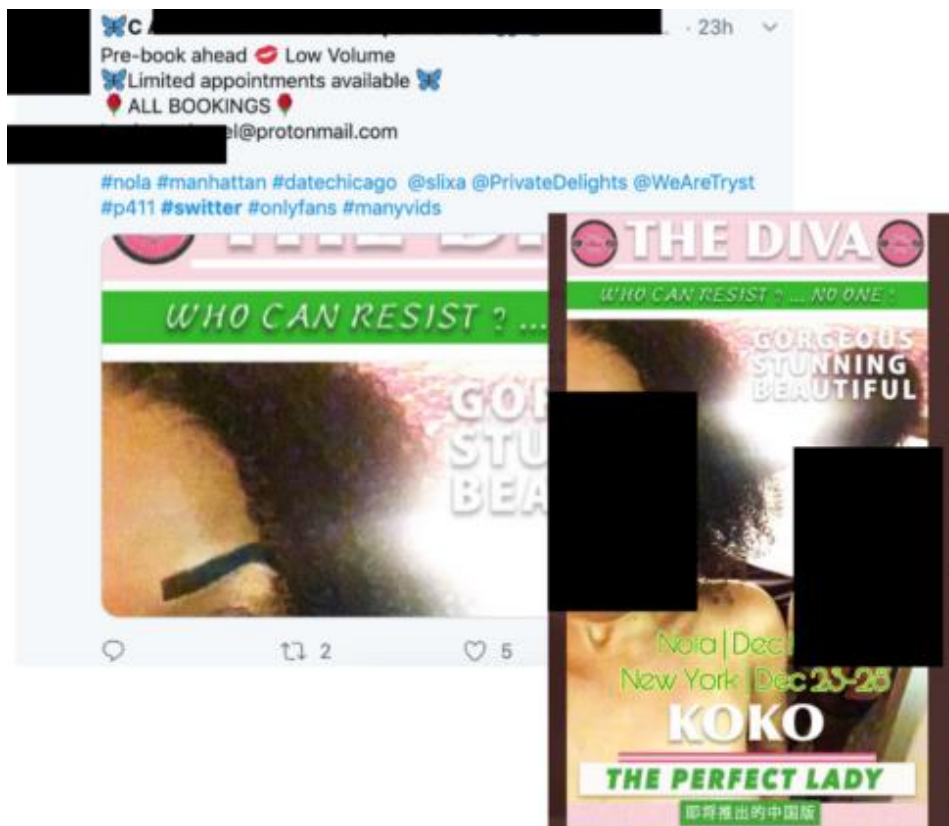 C
· 23h
Pre-book ahead 💋 Low Volume
🦋Limited appointments available 🦋
🌹ALL BOOKINGS🌹
el@protonmail.com
#nola #manhattan #datechicago @slixa @PrivateDelights @WeAreTryst
#p411 #switter #onlyfans #manyvids
WHO CAN RESIST ? ...
2
5
THE DIVA
WHO CAN RESIST ? ... NO ONE !
GORGEOUS
STUNNING
BEAUTIFUL
Nola|Dec
New York|Dec 23-28
KOKO
THE PERFECT LADY
即将推出的中国版